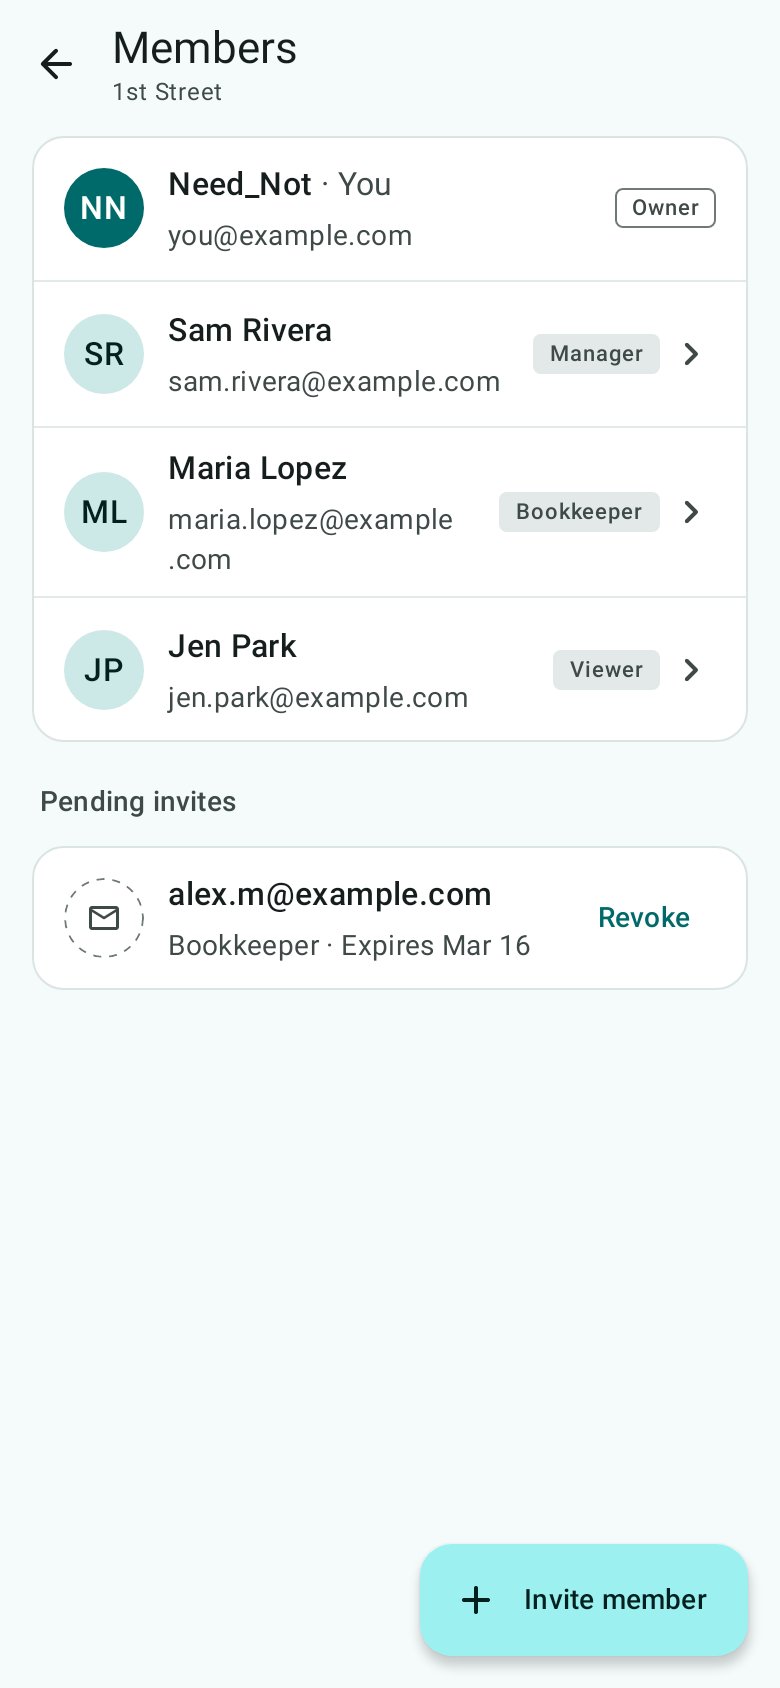 Members
1st Street
NN
Need_Not · You
you@example.com
Owner
SR
Sam Rivera
sam.rivera@example.com
Manager
ML
Maria Lopez
maria.lopez@example
.com
Bookkeeper
JP
Jen Park
jen.park@example.com
Viewer
Pending invites
alex.m@example.com
Bookkeeper · Expires Mar 16
Revoke
Invite member